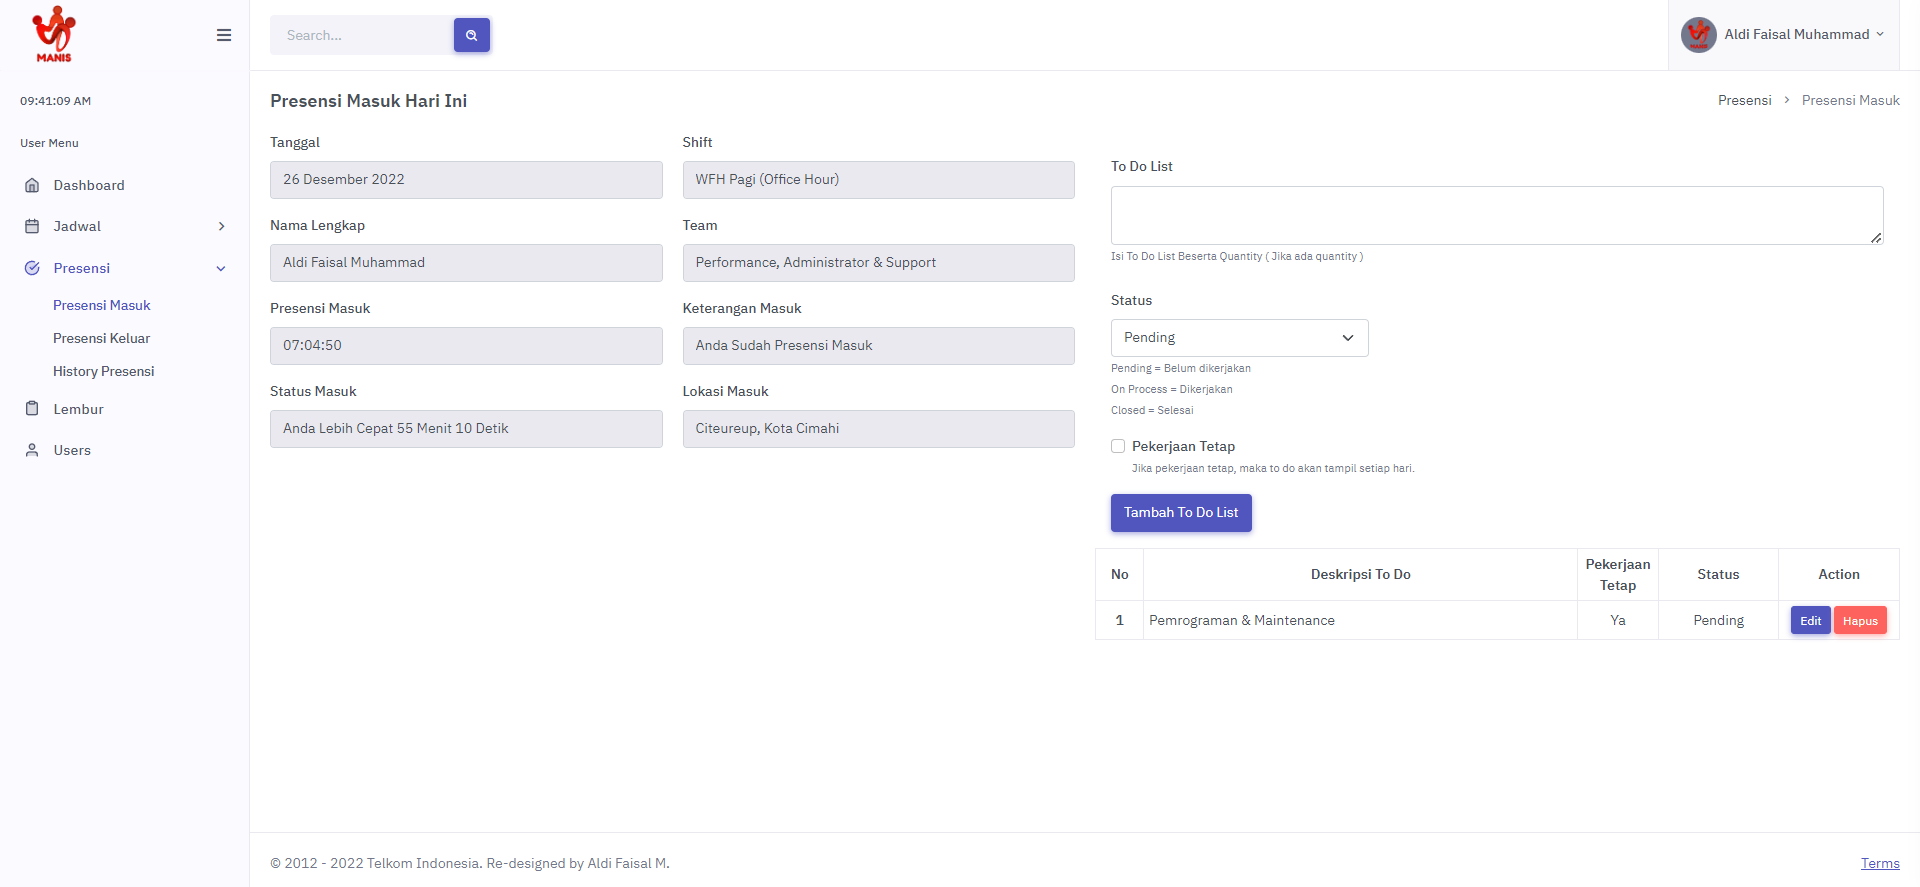 MANIS
Search...
Aldi Faisal Muhammad
09:41:09 AM
User Menu
Dashboard
Jadwal
Presensi
Presensi Masuk
Presensi Keluar
History Presensi
Lembur
Users
Presensi Masuk Hari Ini
Presensi > Presensi Masuk
Tanggal
26 Desember 2022
Shift
WFH Pagi (Office Hour)
Nama Lengkap
Aldi Faisal Muhammad
Team
Performance, Administrator & Support
Presensi Masuk
07:04:50
Keterangan Masuk
Anda Sudah Presensi Masuk
Status Masuk
Anda Lebih Cepat 55 Menit 10 Detik
Lokasi Masuk
Citeureup, Kota Cimahi
To Do List
Isi To Do List Beserta Quantity ( Jika ada quantity )
Status
Pending
Pending = Belum dikerjakan
On Process = Dikerjakan
Closed = Selesai
Pekerjaan Tetap
Jika pekerjaan tetap, maka to do akan tampil setiap hari.
Tambah To Do List
No Deskripsi To Do Pekerjaan Tetap Status Action
1 Pemrograman & Maintenance Ya Pending Edit Hapus
© 2012 - 2022 Telkom Indonesia. Re-designed by Aldi Faisal M.
Terms